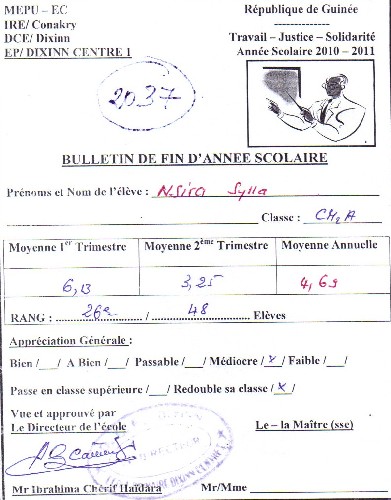 MEPU – EC
IRE/ Conakry
DCE/ Dixinn
EP/ DIXINN CENTRE 1
République de Guinée
Travail – Justice – Solidarité
Année Scolaire 2010 – 2011
2037
BULLETIN DE FIN D'ANNEE SCOLAIRE
Prénoms et Nom de l'élève : Nsira Sylla
Classe : CM2A
Moyenne 1er Trimestre Moyenne 2ème Trimestre Moyenne Annuelle
6,13 3,25 4,69
RANG : 26e / 48 Elèves
Appréciation Générale :
Bien /__/ A Bien /__/ Passable /__/ Médiocre /x/ Faible /__/
Passe en classe supérieure /__/ Redouble sa classe /x/
Vue et approuvé par
Le Directeur de l'école Le – la Maître (sse)
Mr Ibrahima Chérif Haïdara Mr/Mme